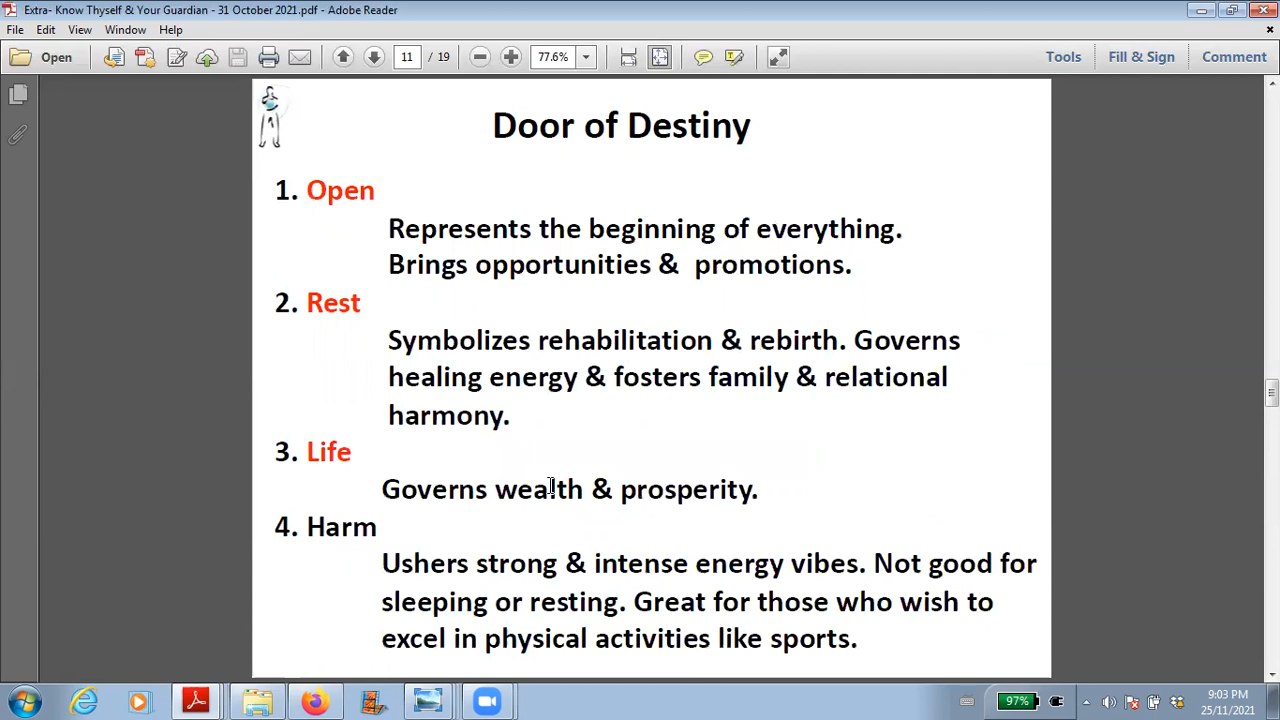 Extra- Know Thyself & Your Guardian - 31 October 2021.pdf - Adobe Reader
File Edit View Window Help
Open 11 / 19 77.6% Tools Fill & Sign Comment
Door of Destiny
1. Open
Represents the beginning of everything.
Brings opportunities & promotions.
2. Rest
Symbolizes rehabilitation & rebirth. Governs
healing energy & fosters family & relational
harmony.
3. Life
Governs wealth & prosperity.
4. Harm
Ushers strong & intense energy vibes. Not good for
sleeping or resting. Great for those who wish to
excel in physical activities like sports.
97%
9:03 PM
25/11/2021